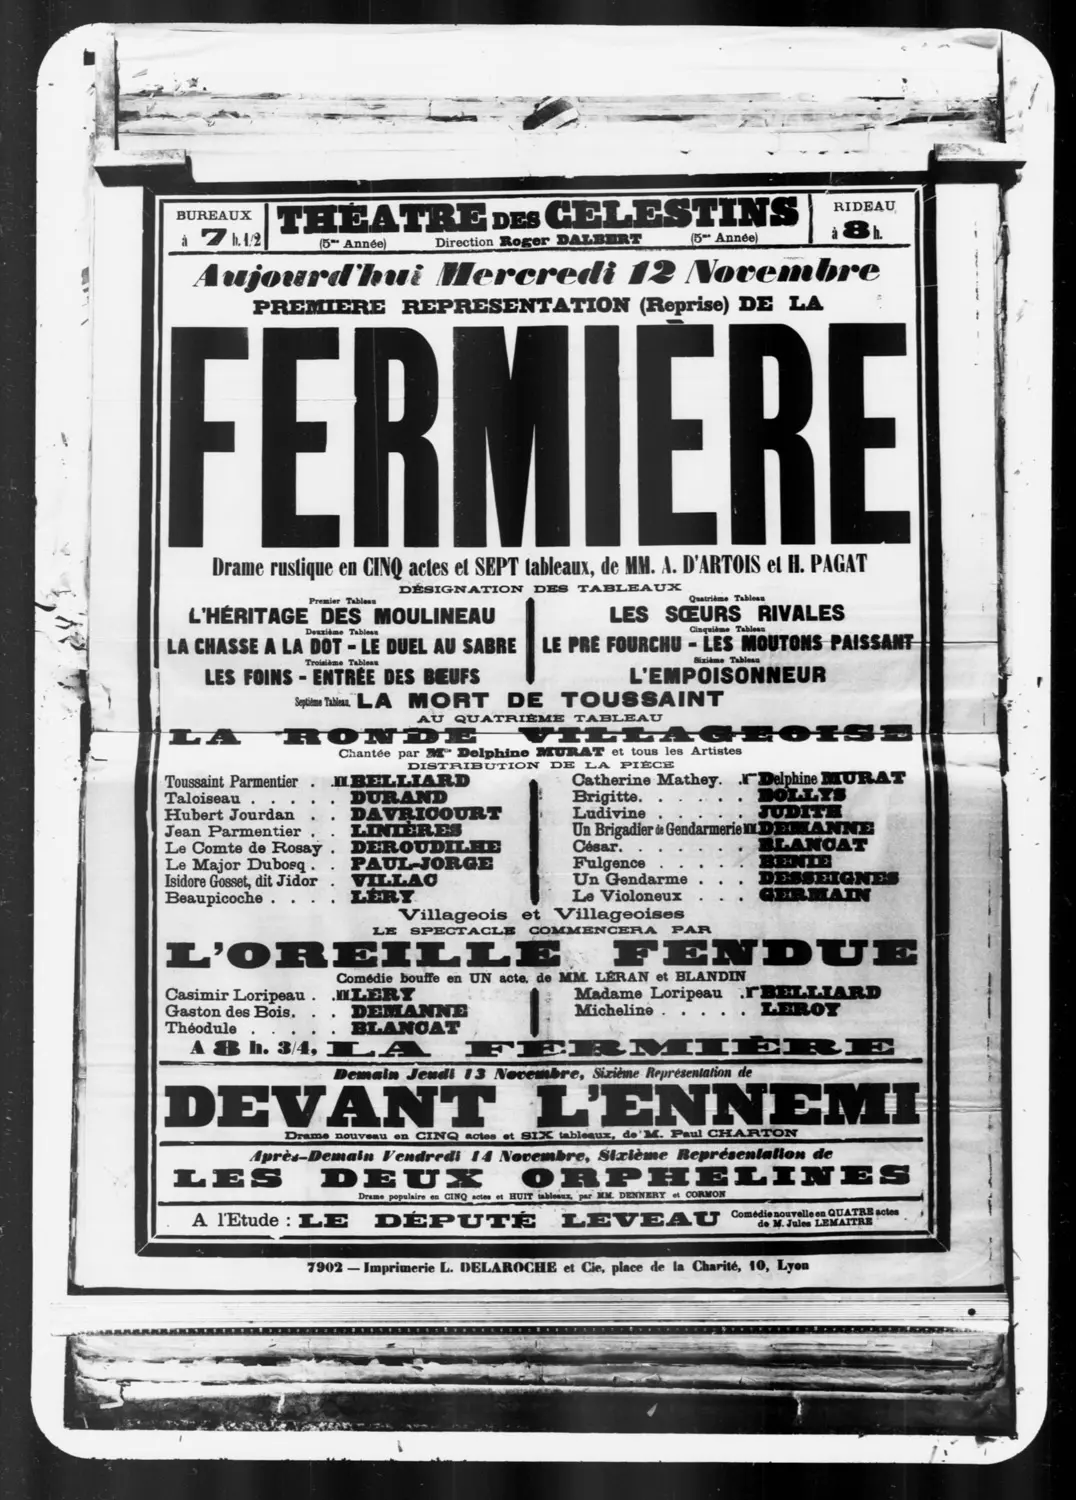 BUREAUX
à 7 h. 1/2
THÉATRE DES CELESTINS
(5me Année) Direction Roger DALBERT (5me Année)
RIDEAU
à 8 h.
Aujourd'hui Mercredi 12 Novembre
PREMIERE REPRESENTATION (Reprise) DE LA
FERMIÈRE
Drame rustique en CINQ actes et SEPT tableaux, de MM. A. D'ARTOIS et H. PAGAT
DÉSIGNATION DES TABLEAUX
Premier Tableau
L'HÉRITAGE DES MOULINEAU
Deuxième Tableau
LA CHASSE A LA DOT - LE DUEL AU SABRE
Troisième Tableau
LES FOINS - ENTRÉE DES BŒUFS
Quatrième Tableau
LES SŒURS RIVALES
Cinquième Tableau
LE PRÉ FOURCHU - LES MOUTONS PAISSANT
Sixième Tableau
L'EMPOISONNEUR
Septième Tableau, LA MORT DE TOUSSAINT
AU QUATRIÈME TABLEAU
LA RONDE VILLAGEOISE
Chantée par Mlle Delphine MURAT et tous les Artistes
DISTRIBUTION DE LA PIÈCE
Toussaint Parmentier . .MM BELLIARD
Taloiseau . . . . . DURAND
Hubert Jourdan . . DAVRICOURT
Jean Parmentier . . LINIÈRES
Le Comte de Rosay . DEROUDILHE
Le Major Dubosq . . PAUL-JORGE
Isidore Gosset, dit Jidor . VILLAC
Beaupicoche . . . . LÉRY
Catherine Mathey. .Mmes Delphine MURAT
Brigitte. . . . . . BOLLYS
Ludivine . . . . . JUDITH
Un Brigadier de Gendarmerie MM DEMANNE
César. . . . . . . BLANCAT
Fulgence . . . . . BENIE
Un Gendarme . . . DESSEIGNES
Le Violoneux . . . GERMAIN
Villageois et Villageoises
LE SPECTACLE COMMENCERA PAR
L'OREILLE FENDUE
Comédie bouffe en UN acte, de MM. LÉRAN et BLANDIN
Casimir Loripeau . .MM LÉRY
Gaston des Bois. . . DEMANNE
Théodule . . . . . BLANCAT
Madame Loripeau .Mmes BELLIARD
Micheline . . . . . LEROY
A 8 h. 3/4, LA FERMIÈRE
Demain Jeudi 13 Novembre, Sixième Représentation de
DEVANT L'ENNEMI
Drame nouveau en CINQ actes et SIX tableaux, de M. Paul CHARTON
Après-Demain Vendredi 14 Novembre, Sixième Représentation de
LES DEUX ORPHELINES
Drame populaire en CINQ actes et HUIT tableaux, par MM. DENNERY et CORMON
A l'Etude : LE DÉPUTÉ LEVEAU Comédie nouvelle en QUATRE actes
de M. Jules LEMAITRE
7902 — Imprimerie L. DELAROCHE et Cie, place de la Charité, 10, Lyon